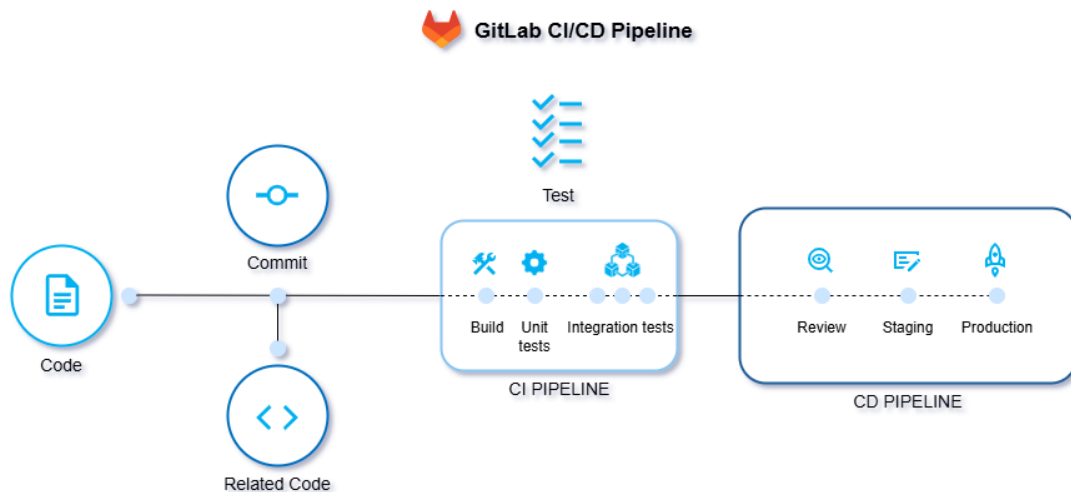 GitLab CI/CD Pipeline
Test
Commit
Code
Related Code
Build
Unit
tests
Integration tests
CI PIPELINE
Review
Staging
Production
CD PIPELINE